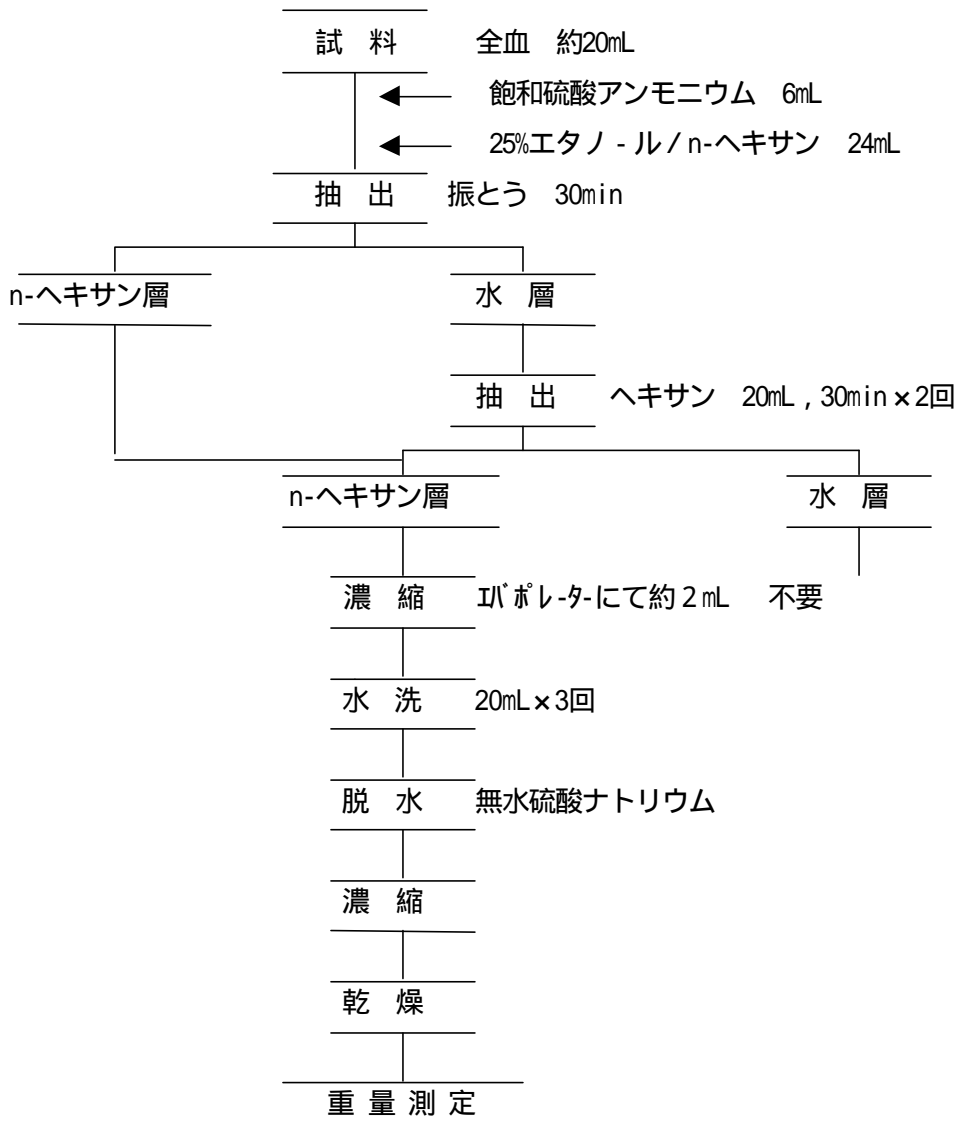 試 料 全血 約20mL
飽和硫酸アンモニウム 6mL
25%エタノ-ル/n-ヘキサン 24mL
抽 出 振とう 30min
n-ヘキサン層 水 層
抽 出 ヘキサン 20mL,30min×2回
n-ヘキサン層 水 層
濃 縮 ｴﾊﾞﾎﾟﾚ-ﾀ-にて約2mL 不要
水 洗 20mL×3回
脱 水 無水硫酸ナトリウム
濃 縮
乾 燥
重 量 測 定